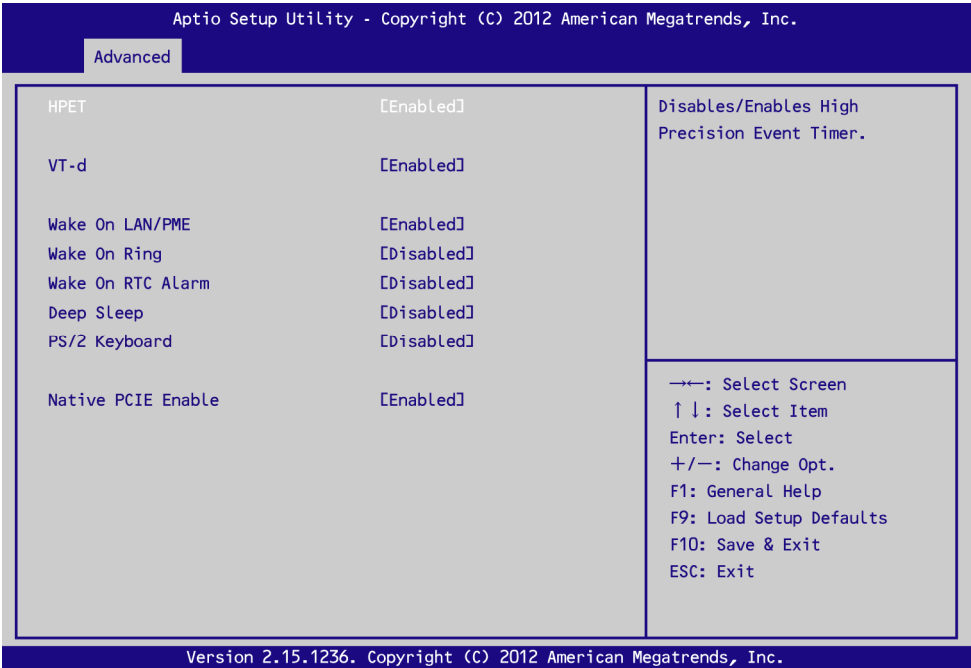 Aptio Setup Utility - Copyright (C) 2012 American Megatrends, Inc.
Advanced
HPET [Enabled]
VT-d [Enabled]
Wake On LAN/PME [Enabled]
Wake On Ring [Disabled]
Wake On RTC Alarm [Disabled]
Deep Sleep [Disabled]
PS/2 Keyboard [Disabled]
Native PCIE Enable [Enabled]
Disables/Enables High
Precision Event Timer.
→←: Select Screen
↑↓: Select Item
Enter: Select
+/−: Change Opt.
F1: General Help
F9: Load Setup Defaults
F10: Save & Exit
ESC: Exit
Version 2.15.1236. Copyright (C) 2012 American Megatrends, Inc.